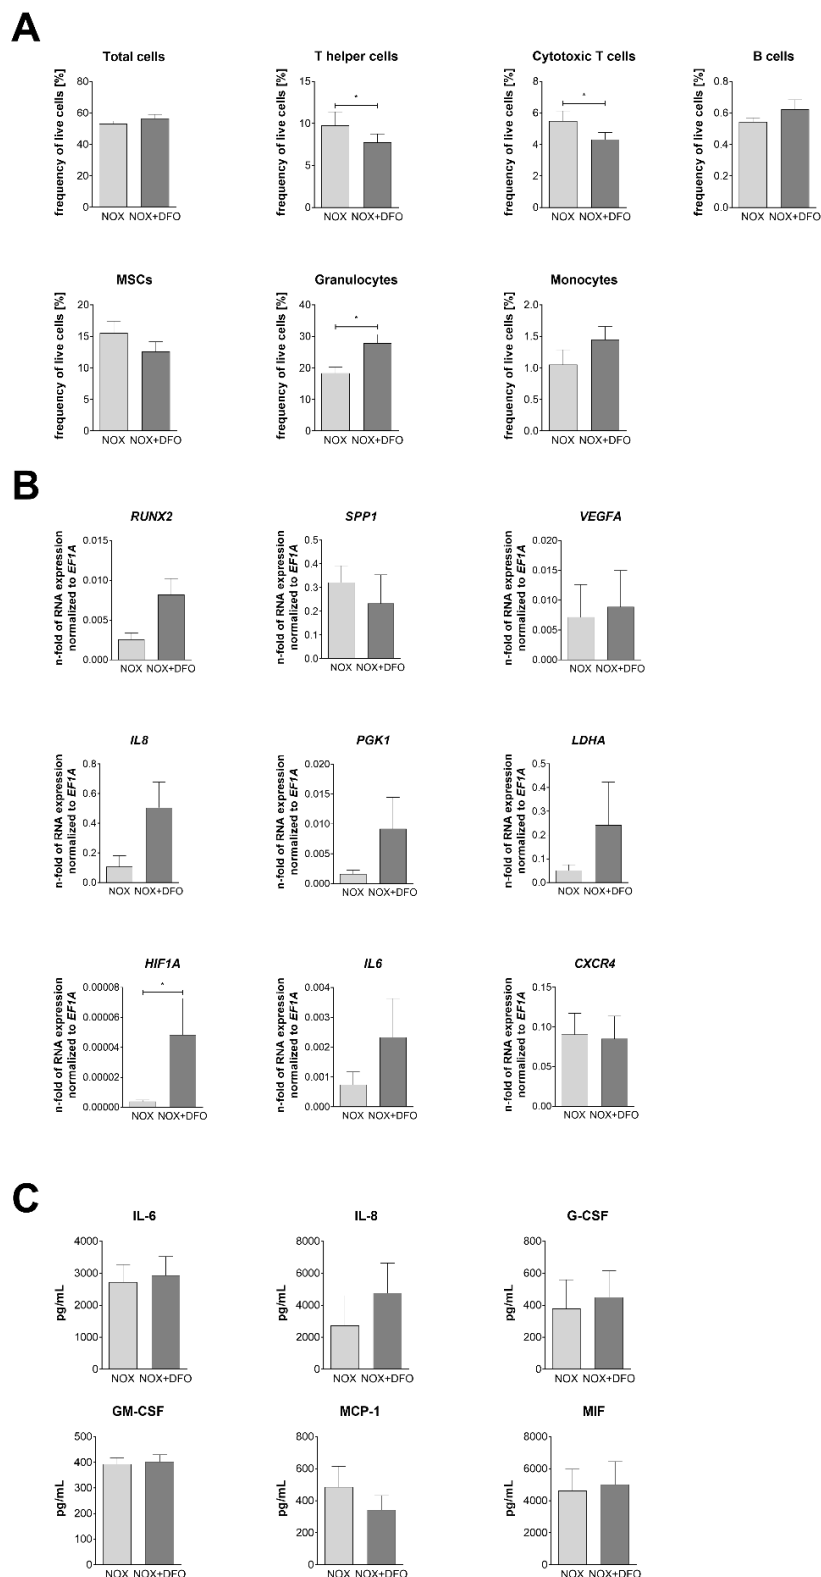 A
Total cells
frequency of live cells [%]
80
60
40
20
0
NOX NOX+DFO
T helper cells
frequency of live cells [%]
15
10
5
0
*
NOX NOX+DFO
Cytotoxic T cells
frequency of live cells [%]
8
6
4
2
0
*
NOX NOX+DFO
B cells
frequency of live cells [%]
0.8
0.6
0.4
0.2
0.0
NOX NOX+DFO
MSCs
frequency of live cells [%]
20
15
10
5
0
NOX NOX+DFO
Granulocytes
frequency of live cells [%]
40
30
20
10
0
*
NOX NOX+DFO
Monocytes
frequency of live cells [%]
2.0
1.5
1.0
0.5
0.0
NOX NOX+DFO
B
RUNX2
n-fold of RNA expression
normalized to EF1A
0.015
0.010
0.005
0.000
NOX NOX+DFO
SPP1
n-fold of RNA expression
normalized to EF1A
0.5
0.4
0.3
0.2
0.1
0.0
NOX NOX+DFO
VEGFA
n-fold of RNA expression
normalized to EF1A
0.020
0.015
0.010
0.005
0.000
NOX NOX+DFO
IL8
n-fold of RNA expression
normalized to EF1A
0.8
0.6
0.4
0.2
0.0
NOX NOX+DFO
PGK1
n-fold of RNA expression
normalized to EF1A
0.020
0.015
0.010
0.005
0.000
NOX NOX+DFO
LDHA
n-fold of RNA expression
normalized to EF1A
0.5
0.4
0.3
0.2
0.1
0.0
NOX NOX+DFO
HIF1A
n-fold of RNA expression
normalized to EF1A
0.00008
0.00006
0.00004
0.00002
0.00000
*
NOX NOX+DFO
IL6
n-fold of RNA expression
normalized to EF1A
0.004
0.003
0.002
0.001
0.000
NOX NOX+DFO
CXCR4
n-fold of RNA expression
normalized to EF1A
0.15
0.10
0.05
0.00
NOX NOX+DFO
C
IL-6
pg/mL
4000
3000
2000
1000
0
NOX NOX+DFO
IL-8
pg/mL
8000
6000
4000
2000
0
NOX NOX+DFO
G-CSF
pg/mL
800
600
400
200
0
NOX NOX+DFO
GM-CSF
pg/mL
500
400
300
200
100
0
NOX NOX+DFO
MCP-1
pg/mL
800
600
400
200
0
NOX NOX+DFO
MIF
pg/mL
8000
6000
4000
2000
0
NOX NOX+DFO